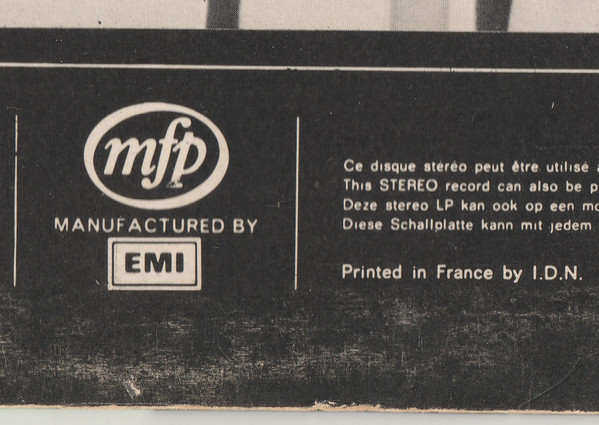 mfp
MANUFACTURED BY
EMI
Ce disque stéréo peut être utilisé
This STEREO record can also be
Deze stereo LP kan ook op een
Diese Schallplatte kann mit jedem
Printed in France by I.D.N.